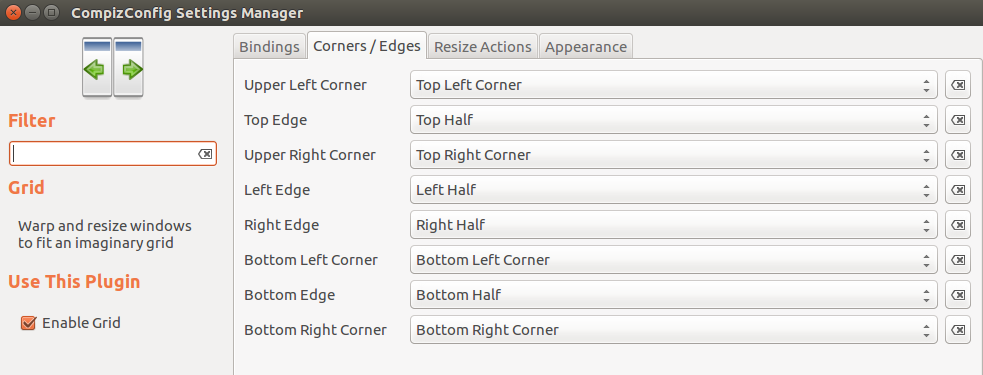 CompizConfig Settings Manager
Filter
Grid
Warp and resize windows
to fit an imaginary grid
Use This Plugin
Enable Grid
Bindings Corners / Edges Resize Actions Appearance
Upper Left Corner Top Left Corner
Top Edge Top Half
Upper Right Corner Top Right Corner
Left Edge Left Half
Right Edge Right Half
Bottom Left Corner Bottom Left Corner
Bottom Edge Bottom Half
Bottom Right Corner Bottom Right Corner